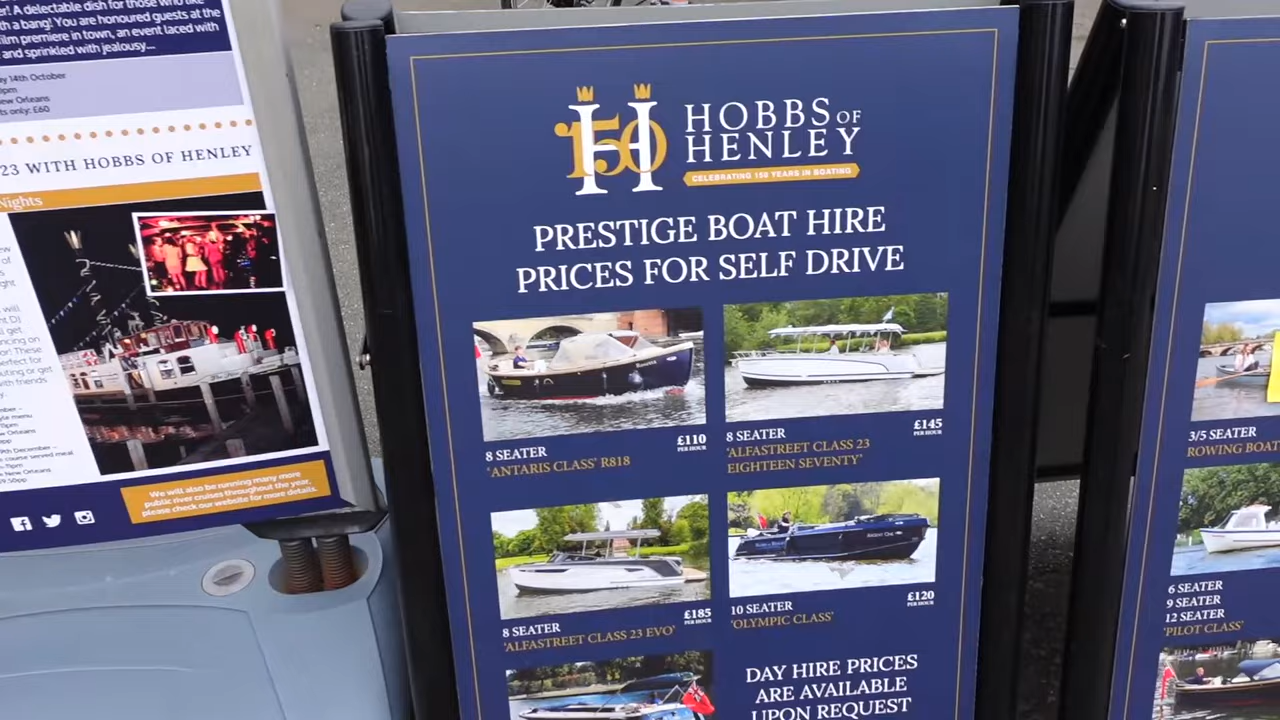 er! A delectable dish for those who like
h a bang! You are honoured guests at the
film premiere in town, an event laced with
and sprinkled with jealousy...
ay 14th October
0pm
ew Orleans
ts only: £60
23 WITH HOBBS OF HENLEY
Nights
We will also be running many more
public river cruises throughout the year,
please check our website for more details.
150
H
HOBBS OF
HENLEY
CELEBRATING 150 YEARS IN BOATING
PRESTIGE BOAT HIRE
PRICES FOR SELF DRIVE
8 SEATER
'ANTARIS CLASS' R818
£110
PER HOUR
8 SEATER
'ALFASTREET CLASS 23
EIGHTEEN SEVENTY'
£145
PER HOUR
8 SEATER
'ALFASTREET CLASS 23 EVO'
£185
PER HOUR
10 SEATER
'OLYMPIC CLASS'
£120
PER HOUR
DAY HIRE PRICES
ARE AVAILABLE
UPON REQUEST
3/5 SEATER
ROWING BOAT
6 SEATER
9 SEATER
12 SEATER
'PILOT CLASS'